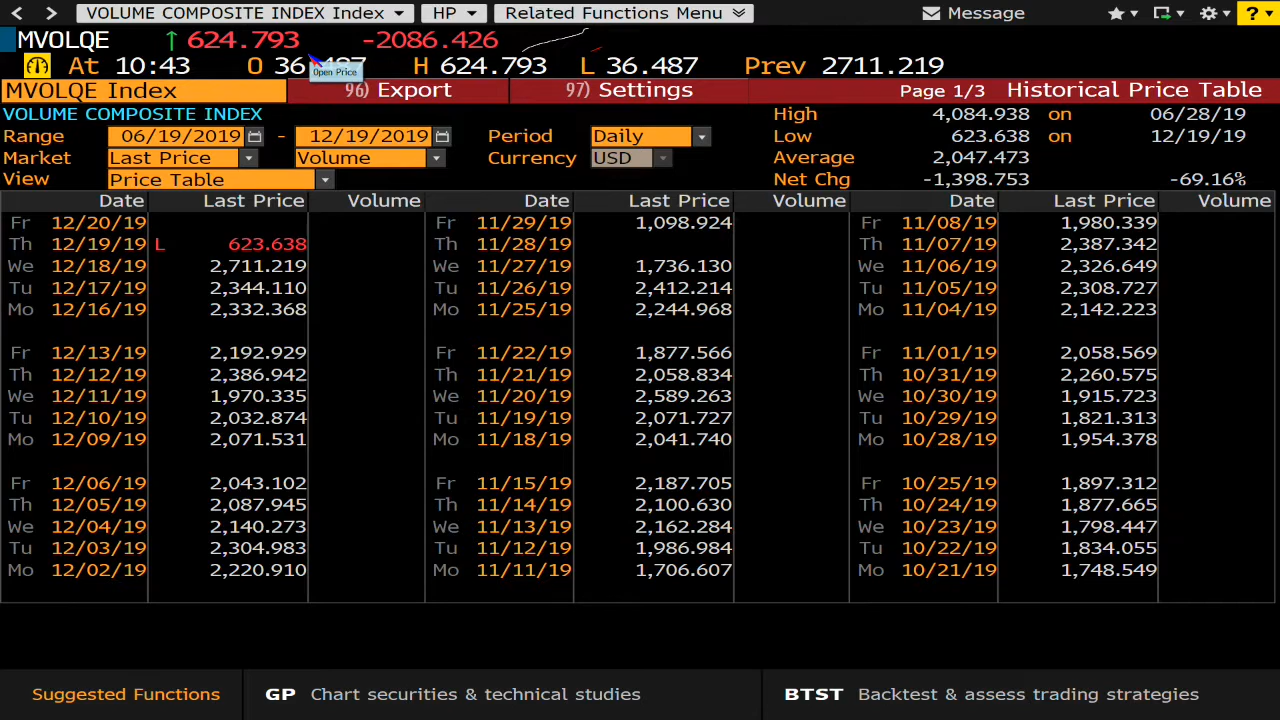 VOLUME COMPOSITE INDEX Index HP Related Functions Menu Message ?
MVOLQE ↑ 624.793 -2086.426
At 10:43 O 36.487 H 624.793 L 36.487 Prev 2711.219
Open Price
MVOLQE Index 96) Export 97) Settings Page 1/3 Historical Price Table
VOLUME COMPOSITE INDEX High 4,084.938 on 06/28/19
Range 06/19/2019 - 12/19/2019 Period Daily Low 623.638 on 12/19/19
Market Last Price Volume Currency USD Average 2,047.473
View Price Table Net Chg -1,398.753 -69.16%
Date Last Price Volume Date Last Price Volume Date Last Price Volume
Fr 12/20/19 Fr 11/29/19 1,098.924 Fr 11/08/19 1,980.339
Th 12/19/19 L 623.638 Th 11/28/19 Th 11/07/19 2,387.342
We 12/18/19 2,711.219 We 11/27/19 1,736.130 We 11/06/19 2,326.649
Tu 12/17/19 2,344.110 Tu 11/26/19 2,412.214 Tu 11/05/19 2,308.727
Mo 12/16/19 2,332.368 Mo 11/25/19 2,244.968 Mo 11/04/19 2,142.223
Fr 12/13/19 2,192.929 Fr 11/22/19 1,877.566 Fr 11/01/19 2,058.569
Th 12/12/19 2,386.942 Th 11/21/19 2,058.834 Th 10/31/19 2,260.575
We 12/11/19 1,970.335 We 11/20/19 2,589.263 We 10/30/19 1,915.723
Tu 12/10/19 2,032.874 Tu 11/19/19 2,071.727 Tu 10/29/19 1,821.313
Mo 12/09/19 2,071.531 Mo 11/18/19 2,041.740 Mo 10/28/19 1,954.378
Fr 12/06/19 2,043.102 Fr 11/15/19 2,187.705 Fr 10/25/19 1,897.312
Th 12/05/19 2,087.945 Th 11/14/19 2,100.630 Th 10/24/19 1,877.665
We 12/04/19 2,140.273 We 11/13/19 2,162.284 We 10/23/19 1,798.447
Tu 12/03/19 2,304.983 Tu 11/12/19 1,986.984 Tu 10/22/19 1,834.055
Mo 12/02/19 2,220.910 Mo 11/11/19 1,706.607 Mo 10/21/19 1,748.549
Suggested Functions GP Chart securities & technical studies BTST Backtest & assess trading strategies